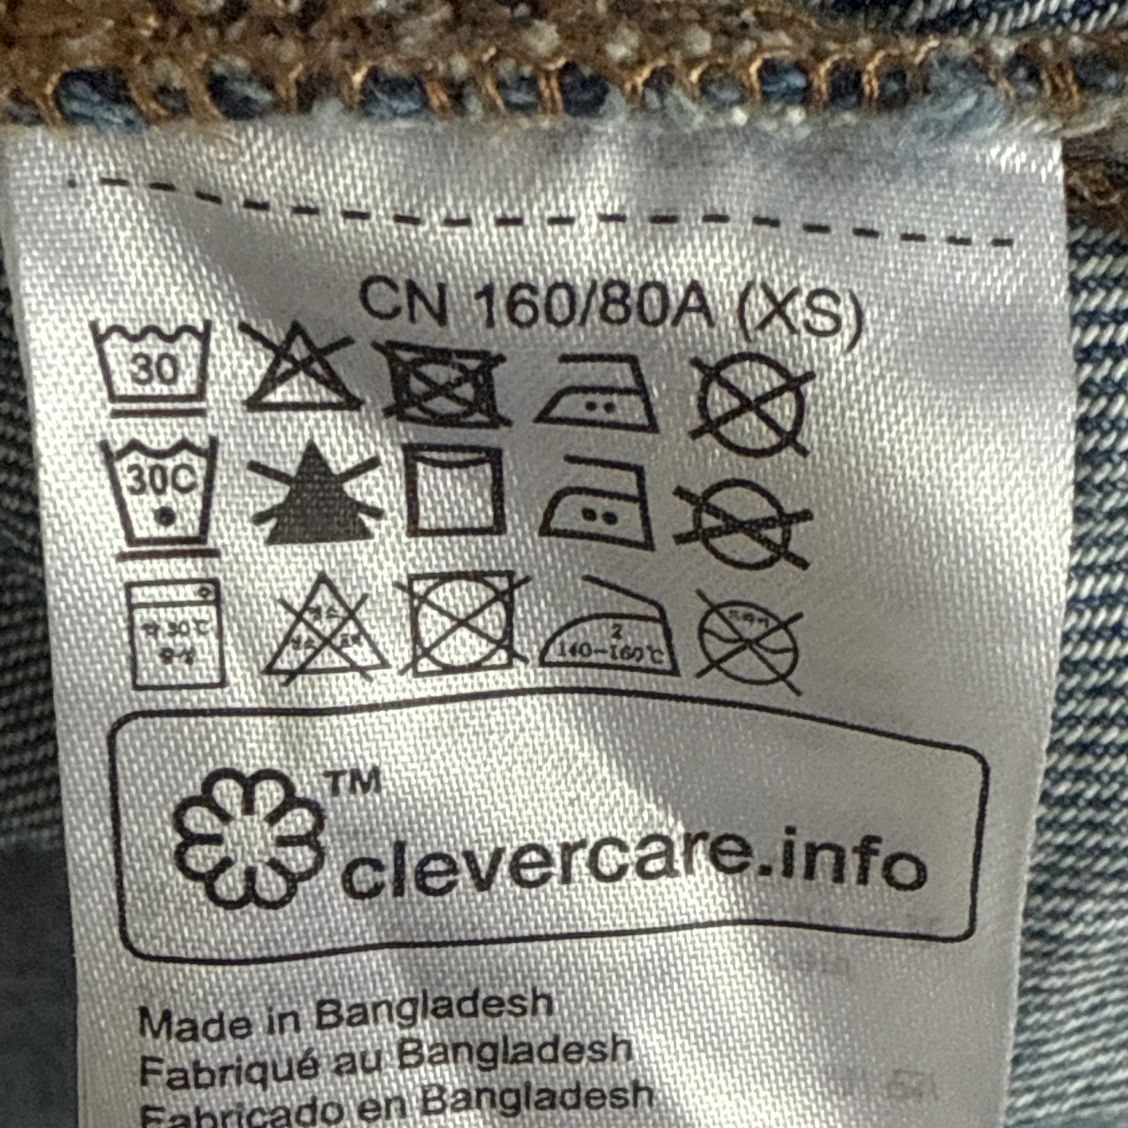 CN 160/80A (XS)
30
30C
2
140~160℃
TM
clevercare.info
Made in Bangladesh
Fabriqué au Bangladesh
Fabricado en Bangladesh